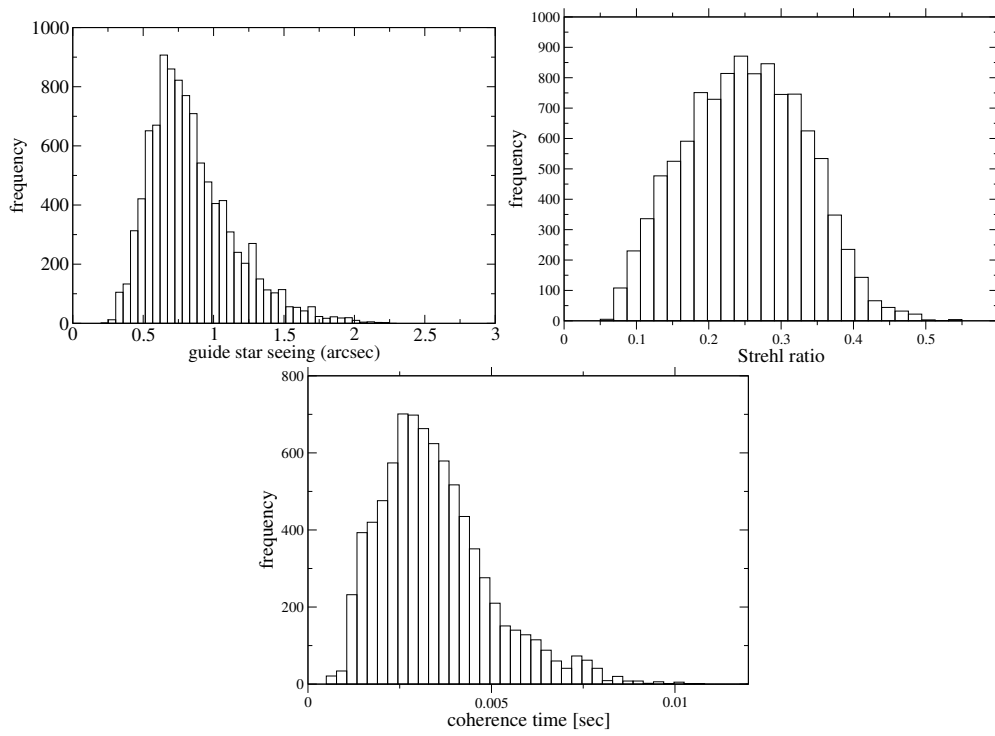 1000
800
600
400
200
0
frequency
0 0.5 1 1.5 2 2.5 3
guide star seeing (arcsec)
1000
900
800
700
600
500
400
300
200
100
0
frequency
0 0.1 0.2 0.3 0.4 0.5
Strehl ratio
800
600
400
200
0
frequency
0 0.005 0.01
coherence time [sec]